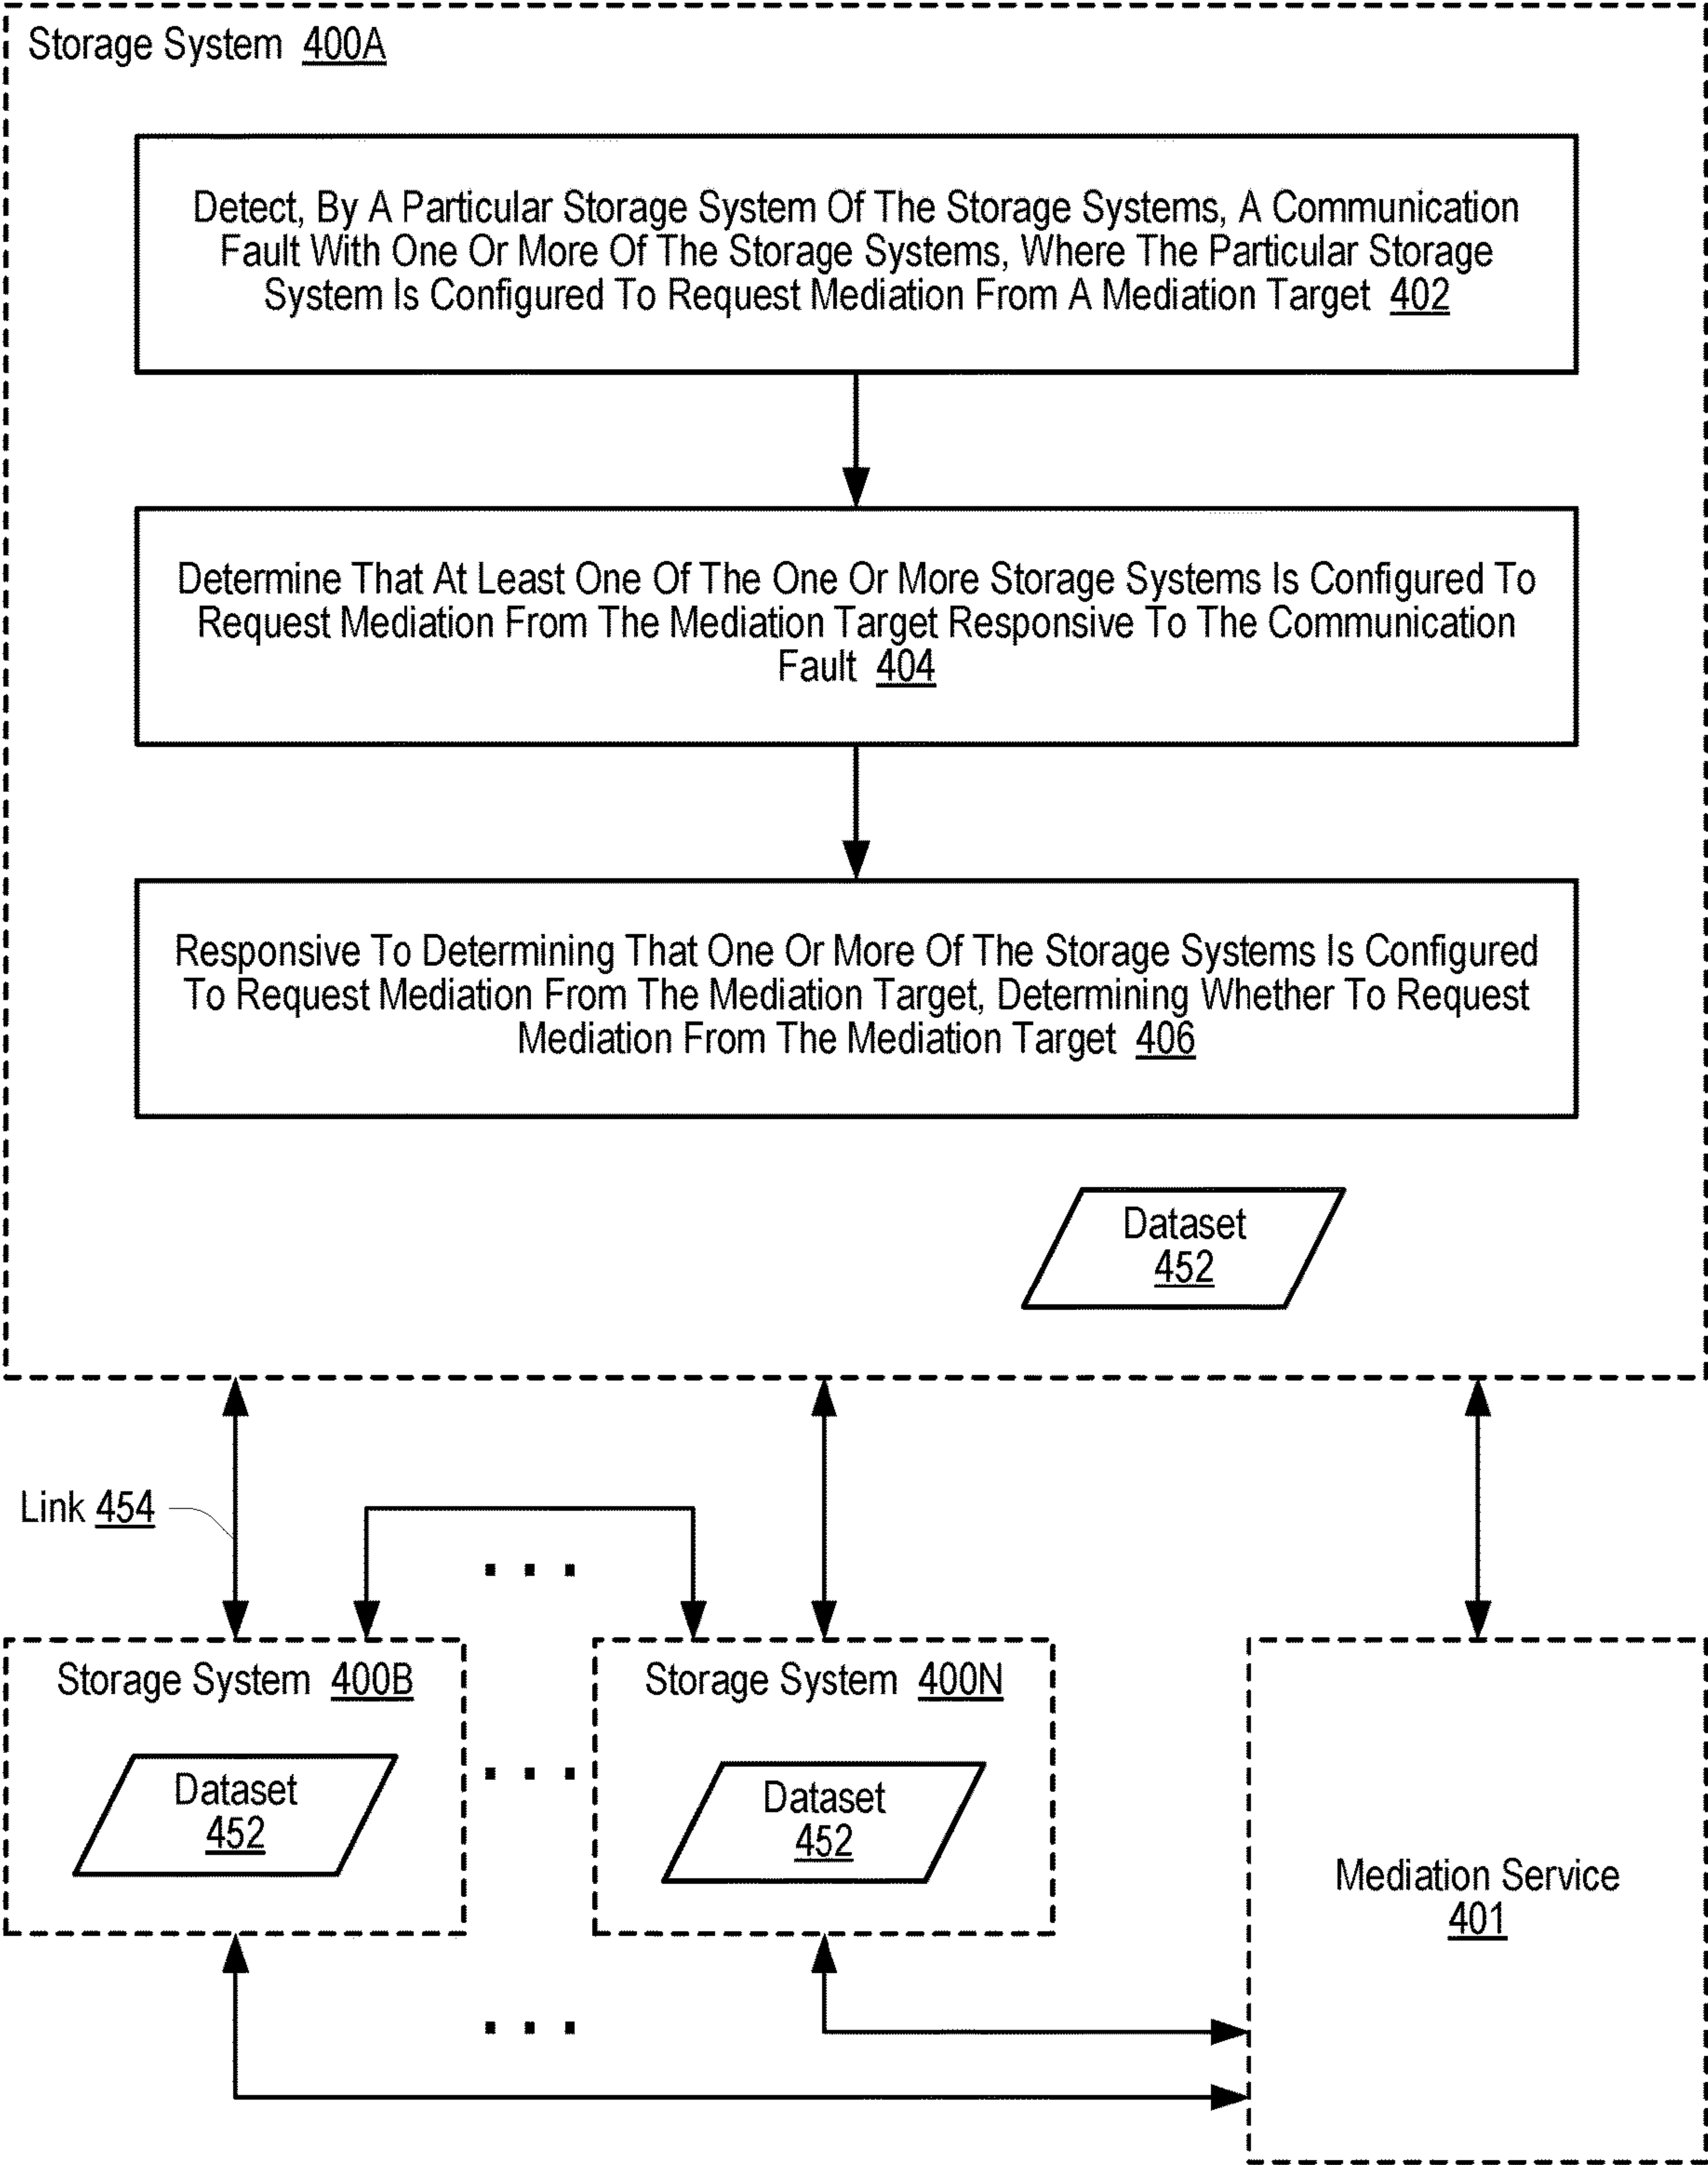 Storage System 400A
Detect, By A Particular Storage System Of The Storage Systems, A Communication
Fault With One Or More Of The Storage Systems, Where The Particular Storage
System Is Configured To Request Mediation From A Mediation Target 402
Determine That At Least One Of The One Or More Storage Systems Is Configured To
Request Mediation From The Mediation Target Responsive To The Communication
Fault 404
Responsive To Determining That One Or More Of The Storage Systems Is Configured
To Request Mediation From The Mediation Target, Determining Whether To Request
Mediation From The Mediation Target 406
Dataset
452
Link 454
. . .
Storage System 400B
Dataset
452
. . .
Storage System 400N
Dataset
452
Mediation Service
401
. . .